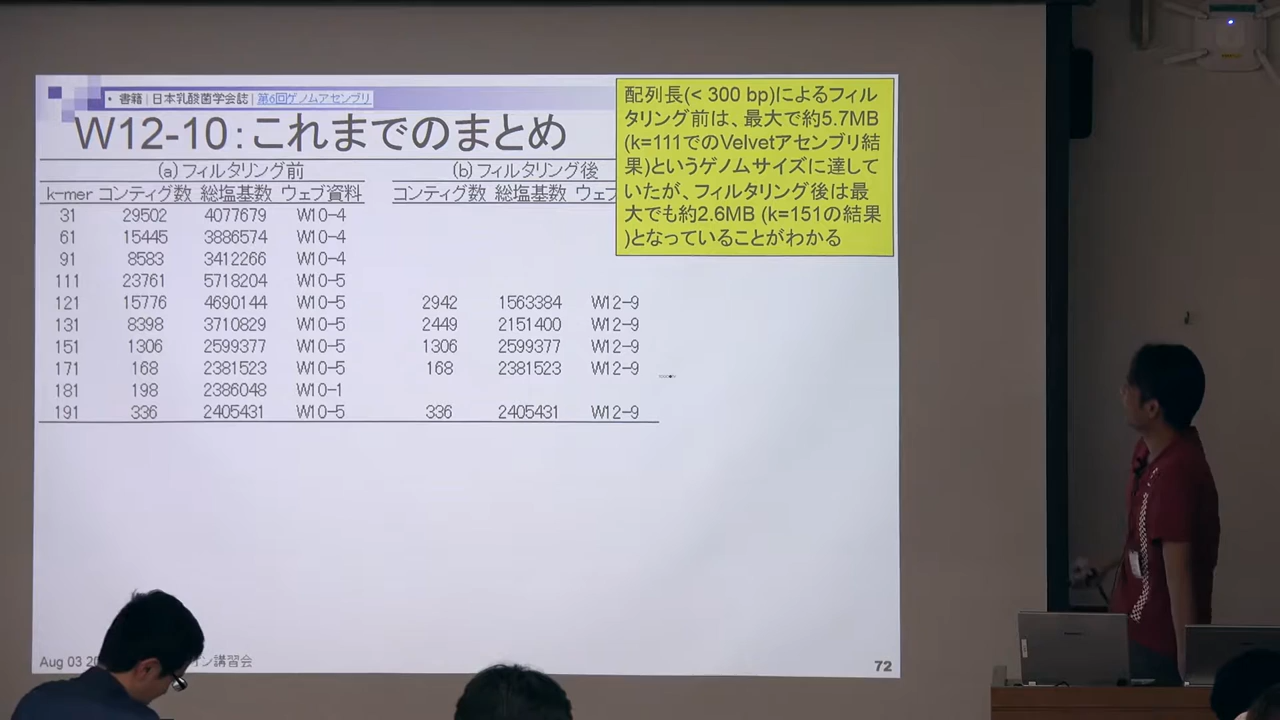 ・書籍 | 日本乳酸菌学会誌 | 第6回ゲノムアセンブリ
W12-10：これまでのまとめ
配列長(< 300 bp)によるフィル
タリング前は、最大で約5.7MB
(k=111でのVelvetアセンブリ結
果)というゲノムサイズに達して
いたが、フィルタリング後は最
大でも約2.6MB (k=151の結果
)となっていることがわかる
(a) フィルタリング前 (b) フィルタリング後
k-mer コンティグ数 総塩基数 ウェブ資料 コンティグ数 総塩基数 ウェブ
31 29502 4077679 W10-4
61 15445 3886574 W10-4
91 8583 3412266 W10-4
111 23761 5718204 W10-5
121 15776 4690144 W10-5 2942 1563384 W12-9
131 8398 3710829 W10-5 2449 2151400 W12-9
151 1306 2599377 W10-5 1306 2599377 W12-9
171 168 2381523 W10-5 168 2381523 W12-9
181 198 2386048 W10-1
191 336 2405431 W10-5 336 2405431 W12-9
Aug 03 20 イン講習会
72